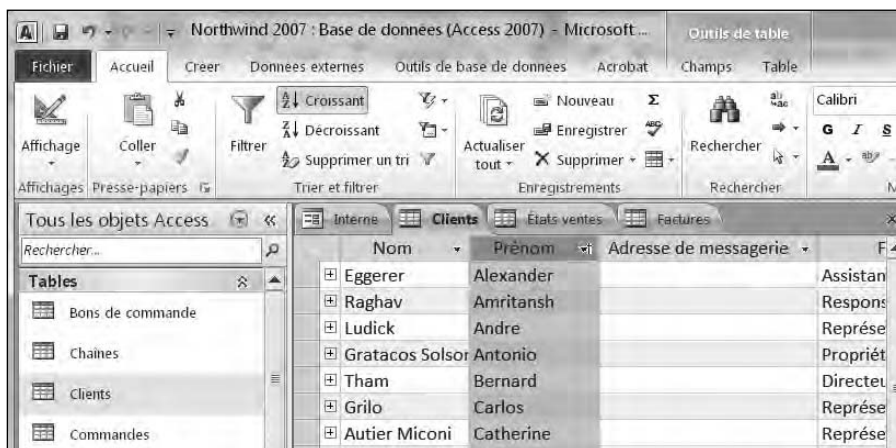 Northwind 2007 : Base de données (Access 2007) - Microsoft ... Outils de table
Fichier Accueil Créer Données externes Outils de base de données Acrobat Champs Table
Affichage
Coller
Filtrer
Croissant
Décroissant
Supprimer un tri
Actualiser tout
Nouveau
Enregistrer
Supprimer
Rechercher
Calibri
G I S
Affichages Presse-papiers Trier et filtrer Enregistrements Rechercher
Tous les objets Access
Rechercher...
Tables
Bons de commande
Chaînes
Clients
Commandes
Interne Clients États ventes Factures
Nom Prénom Adresse de messagerie F
Eggerer Alexander Assistan
Raghav Amritansh Respons
Ludick Andre Représe
Gratacos Solsor Antonio Propriét
Tham Bernard Directeu
Grilo Carlos Représe
Autier Miconi Catherine Représe